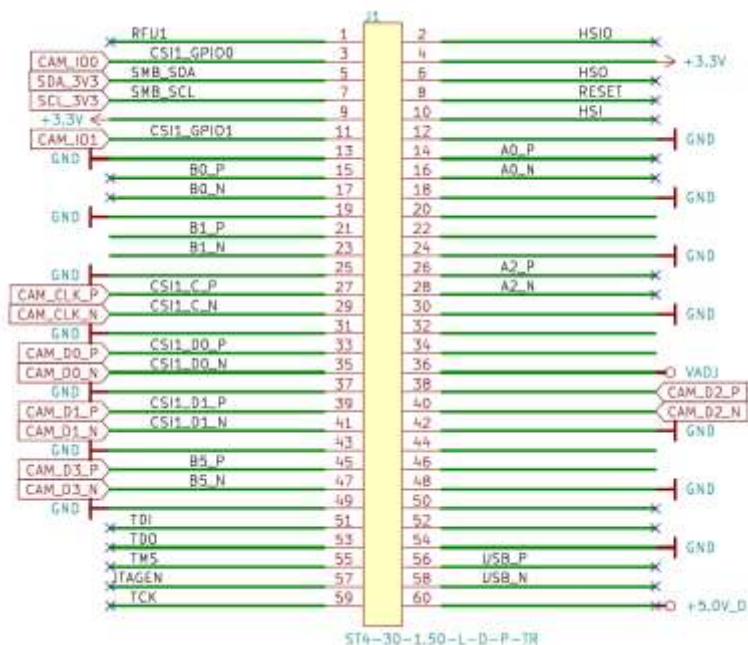 J1
RFU1 1 2 HSIO
CAM_IO0 CSI1_GPIO0 3 4 +3.3V
SDA_3V3 SMB_SDA 5 6 HSO
SCL_3V3 SMB_SCL 7 8 RESET
+3.3V 9 10 HSI
CAM_IO1 CSI1_GPIO1 11 12 GND
GND 13 14 A0_P
B0_P 15 16 A0_N
B0_N 17 18 GND
GND 19 20
B1_P 21 22
B1_N 23 24 GND
GND 25 26 A2_P
CAM_CLK_P CSI1_C_P 27 28 A2_N
CAM_CLK_N CSI1_C_N 29 30 GND
GND 31 32
CAM_D0_P CSI1_D0_P 33 34
CAM_D0_N CSI1_D0_N 35 36 VADJ
GND 37 38 CAM_D2_P
CAM_D1_P CSI1_D1_P 39 40 CAM_D2_N
CAM_D1_N CSI1_D1_N 41 42 GND
GND 43 44
CAM_D3_P B5_P 45 46
CAM_D3_N B5_N 47 48 GND
GND 49 50
TDI 51 52
TDO 53 54 GND
TMS 55 56 USB_P
JTAGEN 57 58 USB_N
TCK 59 60 +5.0V_D
ST4-30-1.50-L-D-P-TR